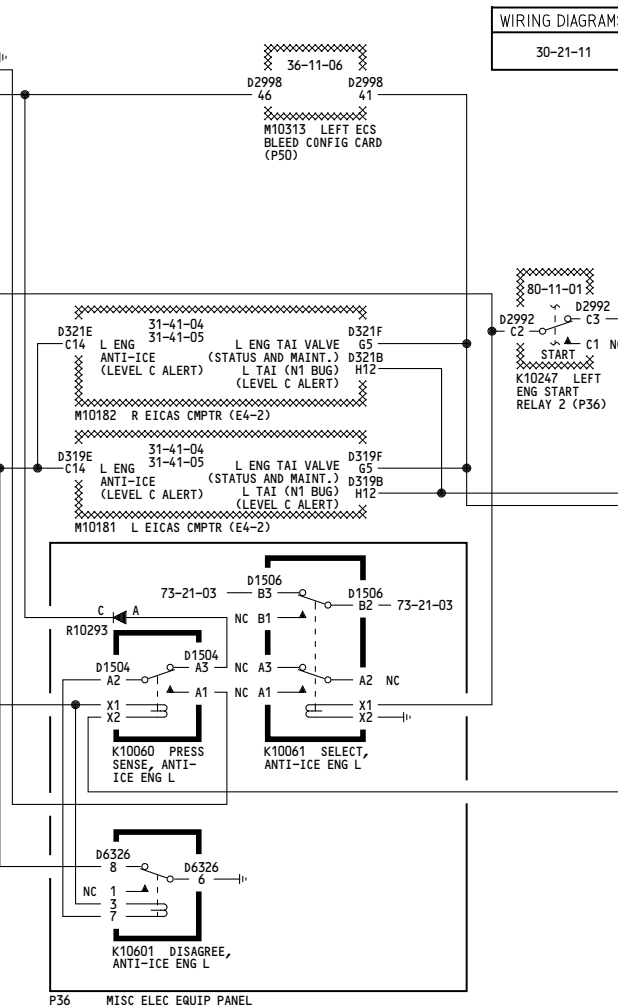 WIRING DIAGRAMS
30-21-11
36-11-06
D2998 D2998
46 41
M10313 LEFT ECS
BLEED CONFIG CARD
(P50)
80-11-01
D2992 D2992
C2 C3
C1
START
K10247 LEFT
ENG START
RELAY 2 (P36)
D321E 31-41-04 D321F
C14 L ENG 31-41-05 L ENG TAI VALVE G5
ANTI-ICE (STATUS AND MAINT.) D321B
(LEVEL C ALERT) L TAI (N1 BUG) H12
(LEVEL C ALERT)
M10182 R EICAS CMPTR (E4-2)
D319E 31-41-04 D319F
C14 L ENG 31-41-05 L ENG TAI VALVE G5
ANTI-ICE (STATUS AND MAINT.) D319B
(LEVEL C ALERT) L TAI (N1 BUG) H12
(LEVEL C ALERT)
M10181 L EICAS CMPTR (E4-2)
D1506 D1506
73-21-03 B3 B2 73-21-03
C A NC B1
R10293
D1504 D1504
A2 A3 NC A3 A2 NC
A1 NC A1
X1 X1
X2 X2
K10060 PRESS
SENSE, ANTI-
ICE ENG L
K10061 SELECT,
ANTI-ICE ENG L
D6326 D6326
8 6
NC 1
3
7
K10601 DISAGREE,
ANTI-ICE ENG L
P36 MISC ELEC EQUIP PANEL